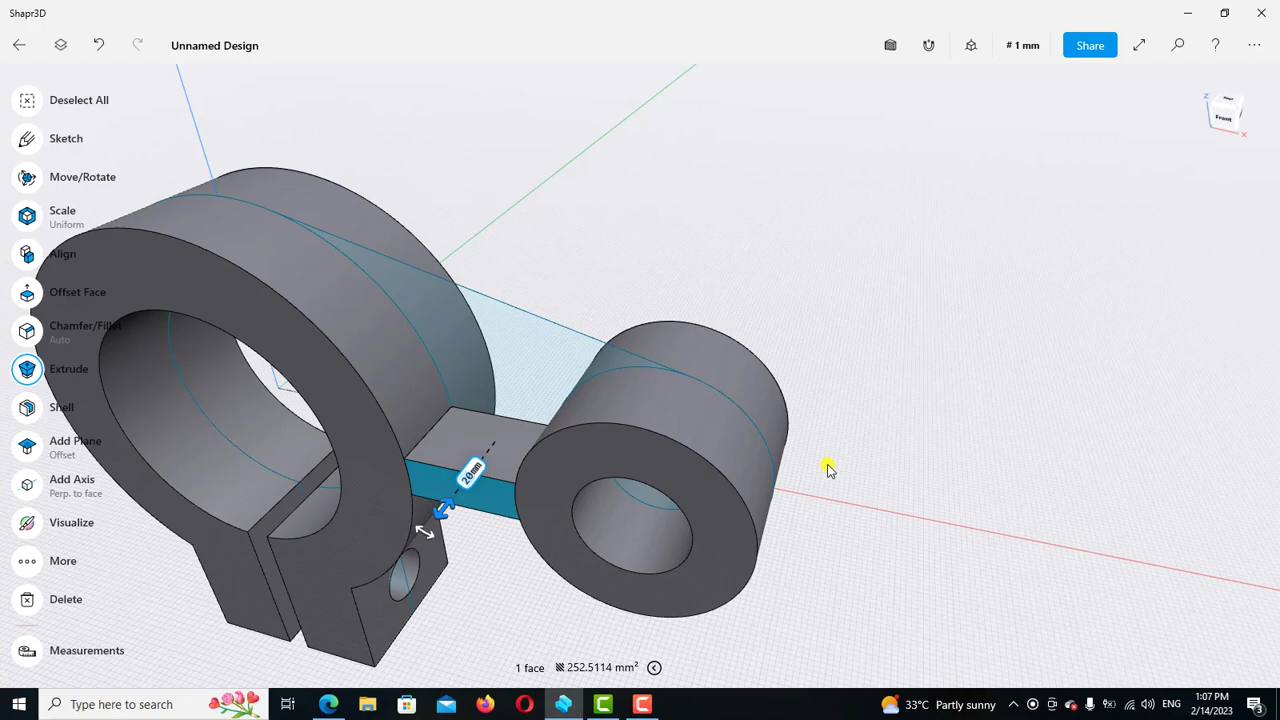 Shapr3D
Unnamed Design
# 1 mm
Share
Deselect All
Sketch
Move/Rotate
Scale
Uniform
Align
Offset Face
Chamfer/Fillet
Auto
Extrude
Shell
Add Plane
Offset
Add Axis
Perp. to face
Visualize
More
Delete
Measurements
Z
Front
X
20mm
1 face 252.5114 mm²
Type here to search
33°C Partly sunny
1:07 PM
2/14/2023
3